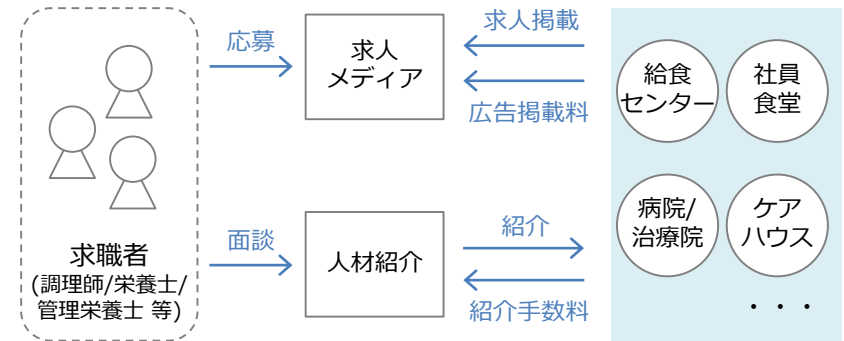 応募
求人
メディア
求人掲載
広告掲載料
給食
センター
社員
食堂
求職者
(調理師/栄養士/
管理栄養士 等)
面談
人材紹介
紹介
紹介手数料
病院/
治療院
ケア
ハウス
・・・